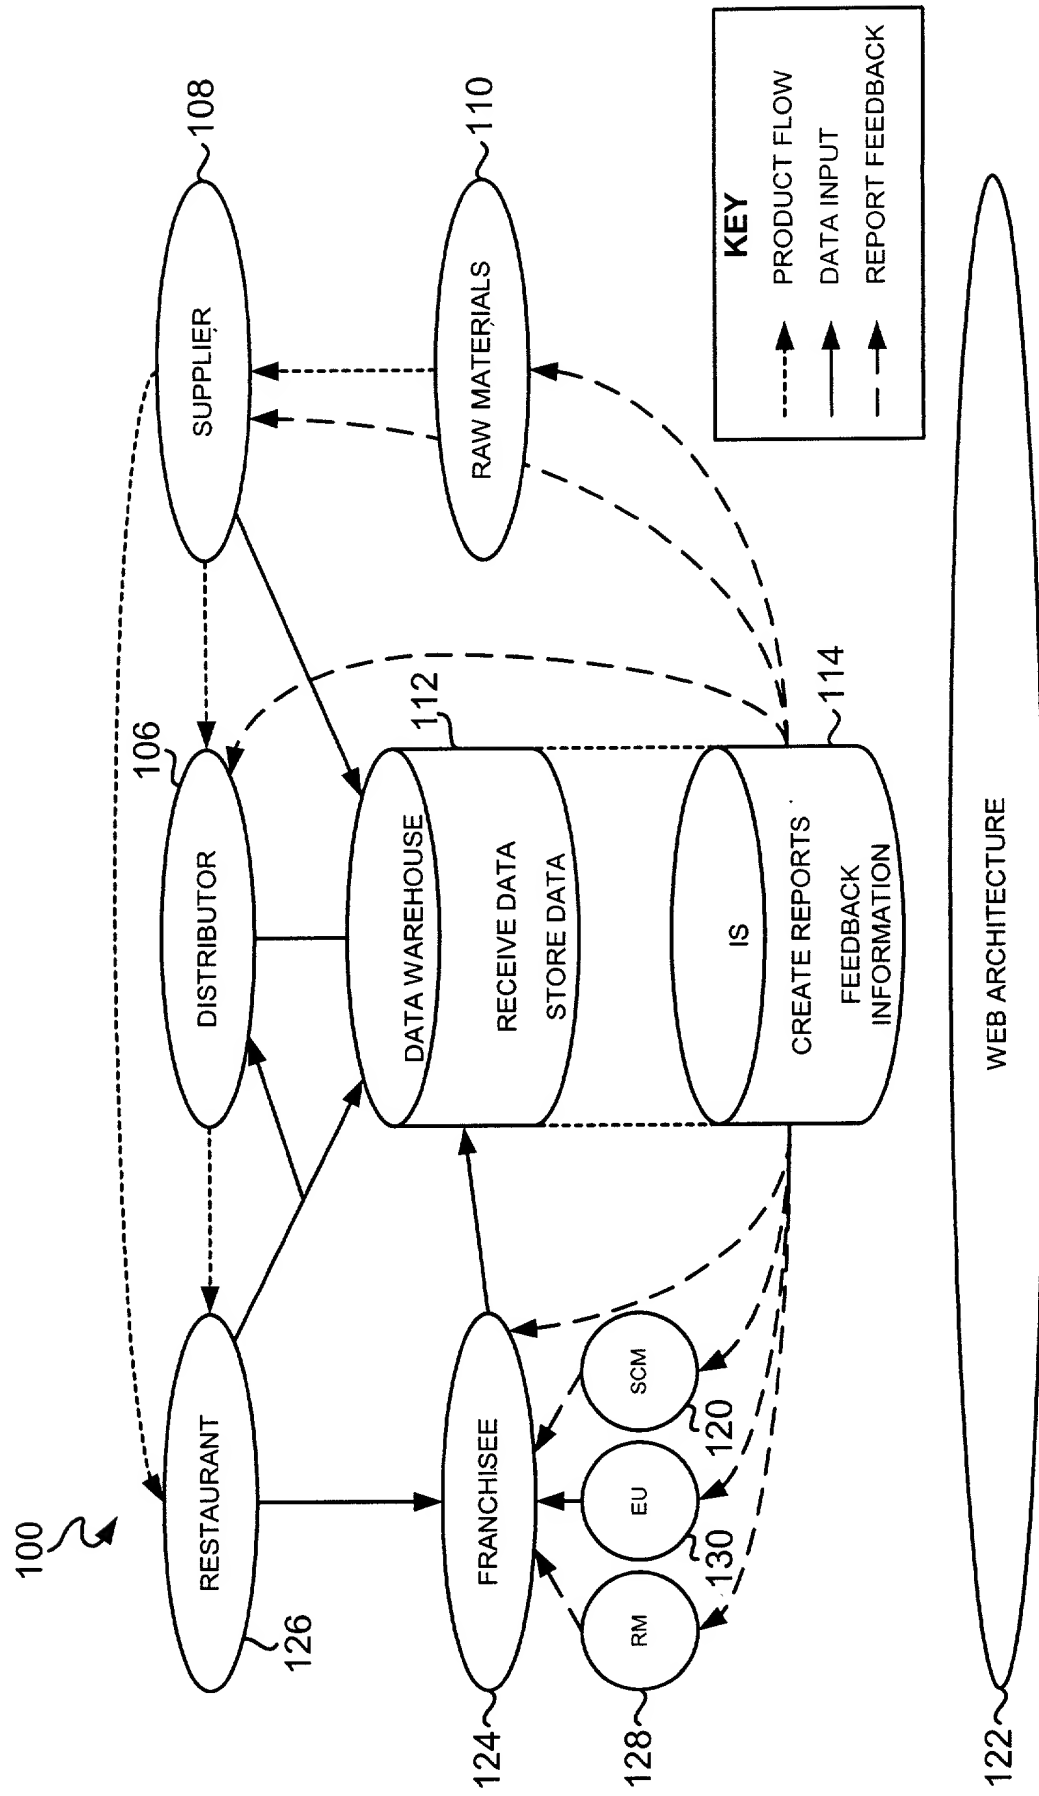 100
RESTAURANT
126
DISTRIBUTOR
106
SUPPLIER
108
FRANCHISEE
124
DATA WAREHOUSE
112
RECEIVE DATA
STORE DATA
RAW MATERIALS
110
RM
128
EU
130
SCM
120
IS
CREATE REPORTS
FEEDBACK
INFORMATION
114
KEY
PRODUCT FLOW
DATA INPUT
REPORT FEEDBACK
WEB ARCHITECTURE
122